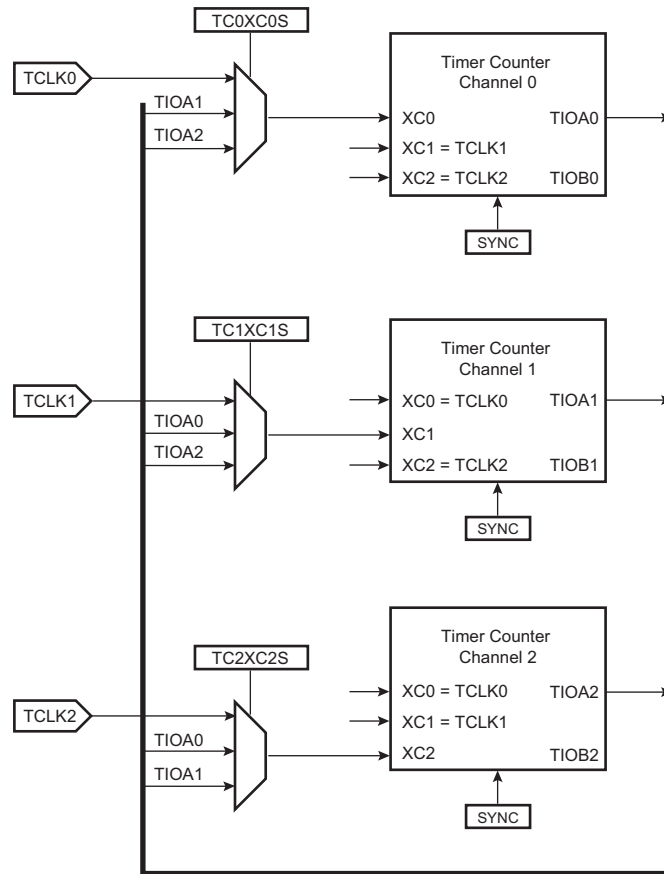 TC0XC0S
TCLK0
TIOA1
TIOA2
Timer Counter
Channel 0
XC0
TIOA0
XC1 = TCLK1
XC2 = TCLK2
TIOB0
SYNC
TC1XC1S
TCLK1
TIOA0
TIOA2
Timer Counter
Channel 1
XC0 = TCLK0
TIOA1
XC1
XC2 = TCLK2
TIOB1
SYNC
TC2XC2S
TCLK2
TIOA0
TIOA1
Timer Counter
Channel 2
XC0 = TCLK0
TIOA2
XC1 = TCLK1
XC2
TIOB2
SYNC